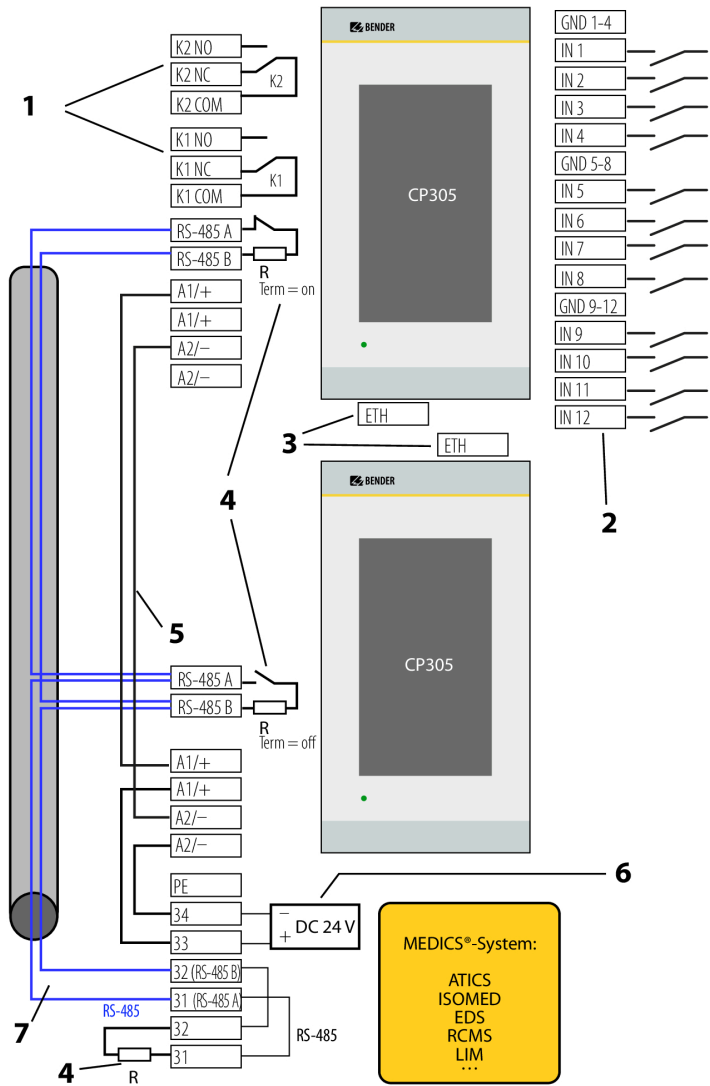 K2 NO
K2 NC
K2 COM
K2
1
K1 NO
K1 NC
K1 COM
K1
RS-485 A
RS-485 B
R
Term = on
A1/+
A1/+
A2/−
A2/−
BENDER
CP305
GND 1-4
IN 1
IN 2
IN 3
IN 4
GND 5-8
IN 5
IN 6
IN 7
IN 8
GND 9-12
IN 9
IN 10
IN 11
IN 12
2
ETH
3
ETH
4
BENDER
CP305
5
RS-485 A
RS-485 B
R
Term = off
A1/+
A1/+
A2/−
A2/−
PE
34
33
− DC 24 V
+
6
32 (RS-485 B)
31 (RS-485 A)
32
31
RS-485
RS-485
7
4
R
MEDICS®-System:
ATICS
ISOMED
EDS
RCMS
LIM
...